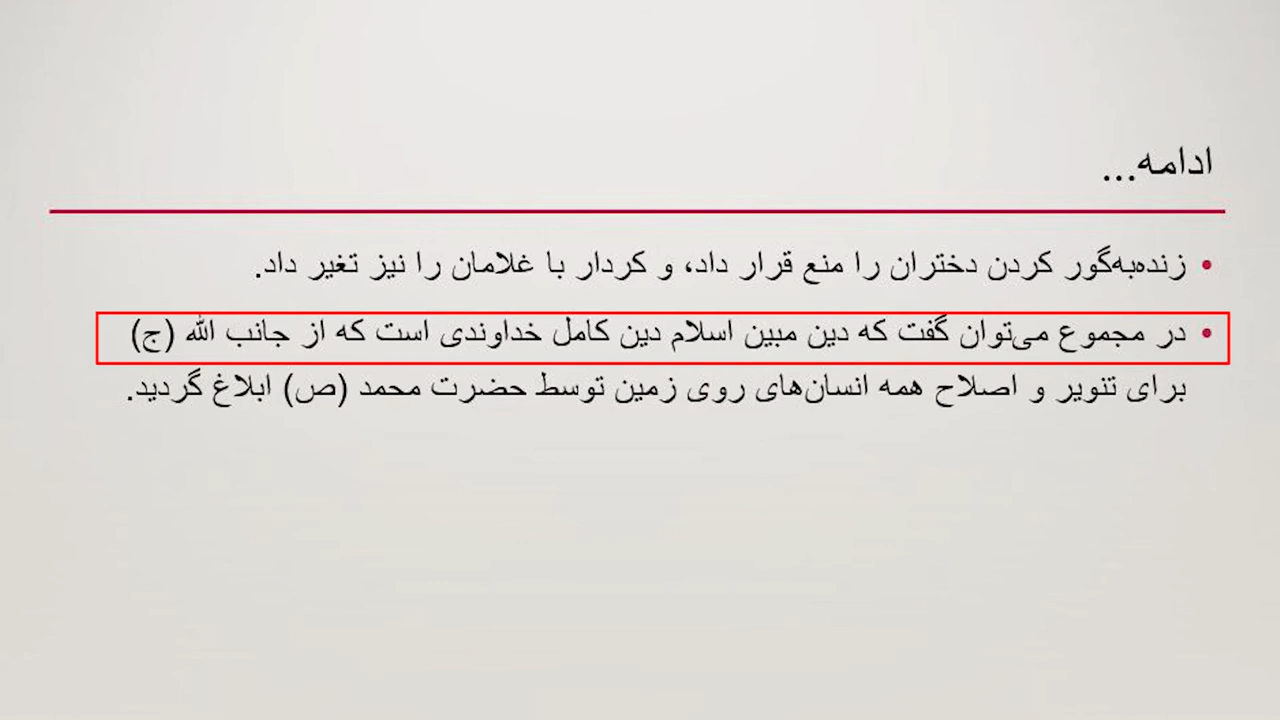 ادامه...
• زنده‌به‌گور کردن دختران را منع قرار داد، و کردار با غلامان را نیز تغیر داد.
• در مجموع می‌توان گفت که دین مبین اسلام دین کامل خداوندی است که از جانب الله (ج)
برای تنویر و اصلاح همه انسان‌های روی زمین توسط حضرت محمد (ص) ابلاغ گردید.